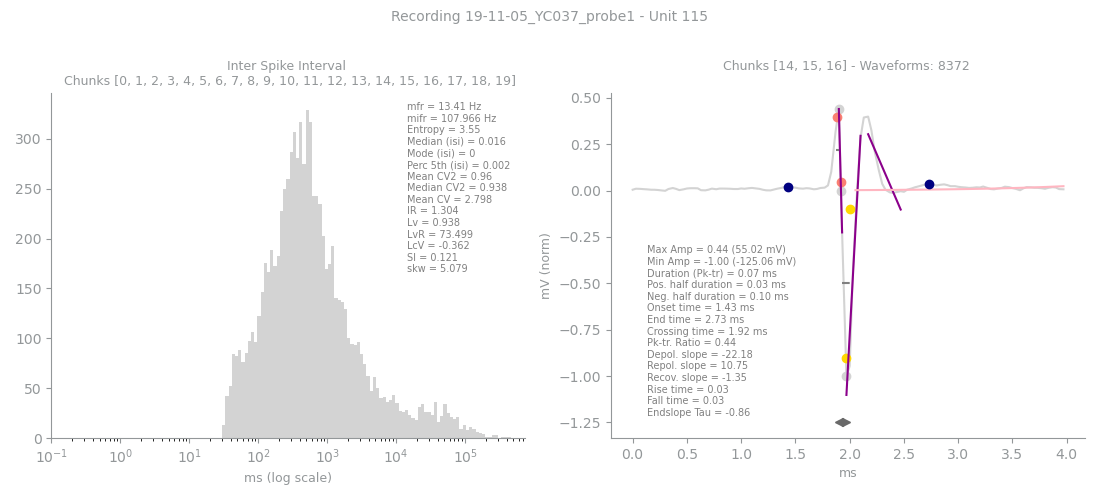 Recording 19-11-05_YC037_probe1 - Unit 115
Inter Spike Interval
Chunks [0, 1, 2, 3, 4, 5, 6, 7, 8, 9, 10, 11, 12, 13, 14, 15, 16, 17, 18, 19]
mfr = 13.41 Hz
mifr = 107.966 Hz
Entropy = 3.55
Median (isi) = 0.016
Mode (isi) = 0
Perc 5th (isi) = 0.002
Mean CV2 = 0.96
Median CV2 = 0.938
Mean CV = 2.798
IR = 1.304
Lv = 0.938
LvR = 73.499
LcV = -0.362
SI = 0.121
skw = 5.079
300
250
200
150
100
50
0
10⁻¹ 10⁰ 10¹ 10² 10³ 10⁴ 10⁵
ms (log scale)
Chunks [14, 15, 16] - Waveforms: 8372
0.50
0.25
0.00
−0.25
−0.50
−0.75
−1.00
−1.25
mV (norm)
Max Amp = 0.44 (55.02 mV)
Min Amp = -1.00 (-125.06 mV)
Duration (Pk-tr) = 0.07 ms
Pos. half duration = 0.03 ms
Neg. half duration = 0.10 ms
Onset time = 1.43 ms
End time = 2.73 ms
Crossing time = 1.92 ms
Pk-tr. Ratio = 0.44
Depol. slope = -22.18
Repol. slope = 10.75
Recov. slope = -1.35
Rise time = 0.03
Fall time = 0.03
Endslope Tau = -0.86
0.0 0.5 1.0 1.5 2.0 2.5 3.0 3.5 4.0
ms